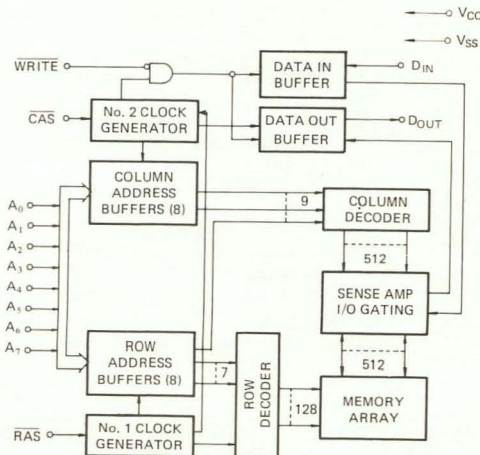 VCC
VSS
WRITE
DATA IN
BUFFER
DIN
CAS
No. 2 CLOCK
GENERATOR
DATA OUT
BUFFER
DOUT
COLUMN
ADDRESS
BUFFERS (8)
9
COLUMN
DECODER
A0
A1
A2
A3
A4
A5
A6
A7
512
SENSE AMP
I/O GATING
512
ROW
ADDRESS
BUFFERS (8)
7
ROW
DECODER
128
MEMORY
ARRAY
RAS
No. 1 CLOCK
GENERATOR